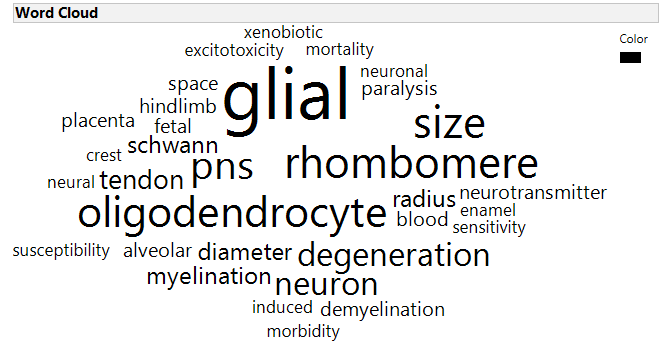 Word Cloud
xenobiotic
Color
excitotoxicity mortality
glial
neuronal
space
paralysis
hindlimb
size
placenta
fetal
schwann
crest
pns
rhombomere
neural
tendon
radius
neurotransmitter
oligodendrocyte
blood
enamel
sensitivity
susceptibility
alveolar
diameter
degeneration
myelination
neuron
induced
demyelination
morbidity